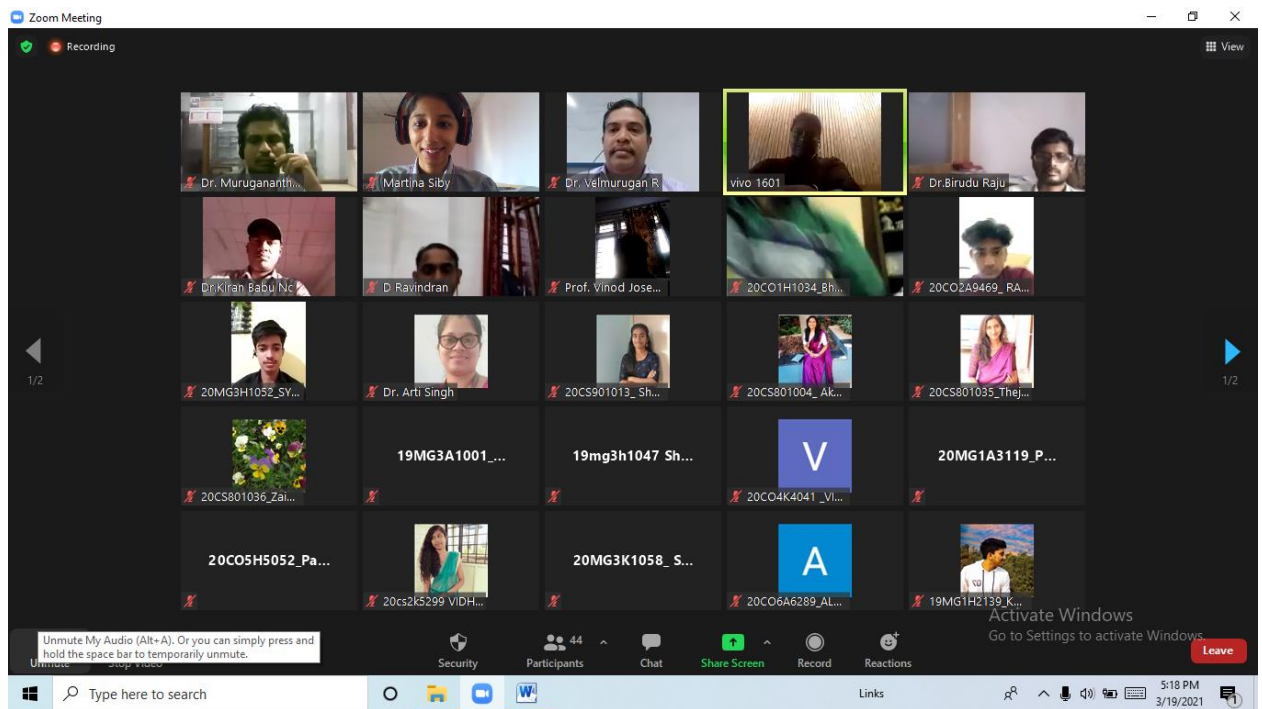 Zoom Meeting
Recording
View
Dr. Murugananth...
Martina Siby
Dr. Velmurugan R
vivo 1601
Dr.Birudu Raju
Dr.Kiran Babu Nc
D Ravindran
Prof. Vinod Jose...
20CO1H1034_Bh...
20CO2A9469_ RA...
20MG3H1052_SY...
Dr. Arti Singh
20CS901013_ Sh...
20CS801004_ Ak...
20CS801035_Thej...
1/2
1/2
20CS801036_Zai...
19MG3A1001_...
19mg3h1047 Sh...
V
20CO4K4041 _VI...
20MG1A3119_P...
20CO5H5052_Pa...
20cs2k5299 VIDH...
20MG3K1058_ S...
A
20CO6A6289_AL...
19MG1H2139_K...
Activate Windows
Go to Settings to activate Windows.
Unmute My Audio (Alt+A). Or you can simply press and
hold the space bar to temporarily unmute.
Unmute
Stop Video
Security
44
Participants
Chat
Share Screen
Record
Reactions
Leave
Type here to search
Links
5:18 PM
3/19/2021
1